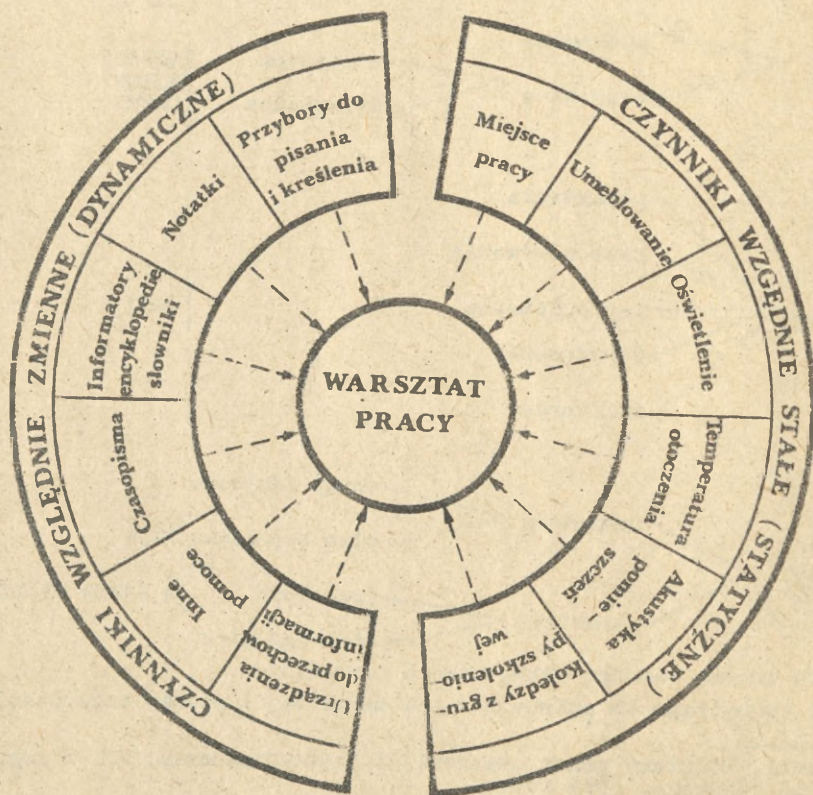 CZYNNIKI WZGLĘDNIE ZMIENNE (DYNAMICZNE)
Przybory do
pisania
i kreślenia
Notatki
Informatory
encyklopedie
słowniki
Czasopisma
Inne
pomoce
Urządzenia
do przechow.
informacji
CZYNNIKI WZGĘDNIE STAŁE (STATYCZNE)
Miejsce
pracy
Umeblowanie
Oświetlenie
Temperatura
otoczenia
Akustyka
pomie-
szczeń
Koledzy z gru-
py szkolenio-
wej
WARSZTAT
PRACY